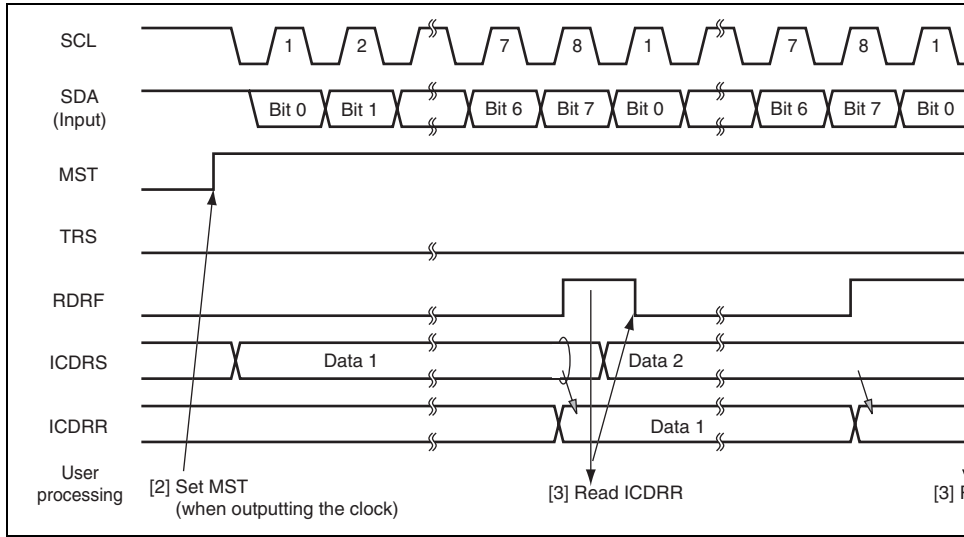 SCL 1 2 7 8 1 7 8 1
SDA
(Input) Bit 0 Bit 1 Bit 6 Bit 7 Bit 0 Bit 6 Bit 7 Bit 0
MST
TRS
RDRF
ICDRS Data 1 Data 2
ICDRR Data 1
User
processing
[2] Set MST
(when outputting the clock)
[3] Read ICDRR
[3]